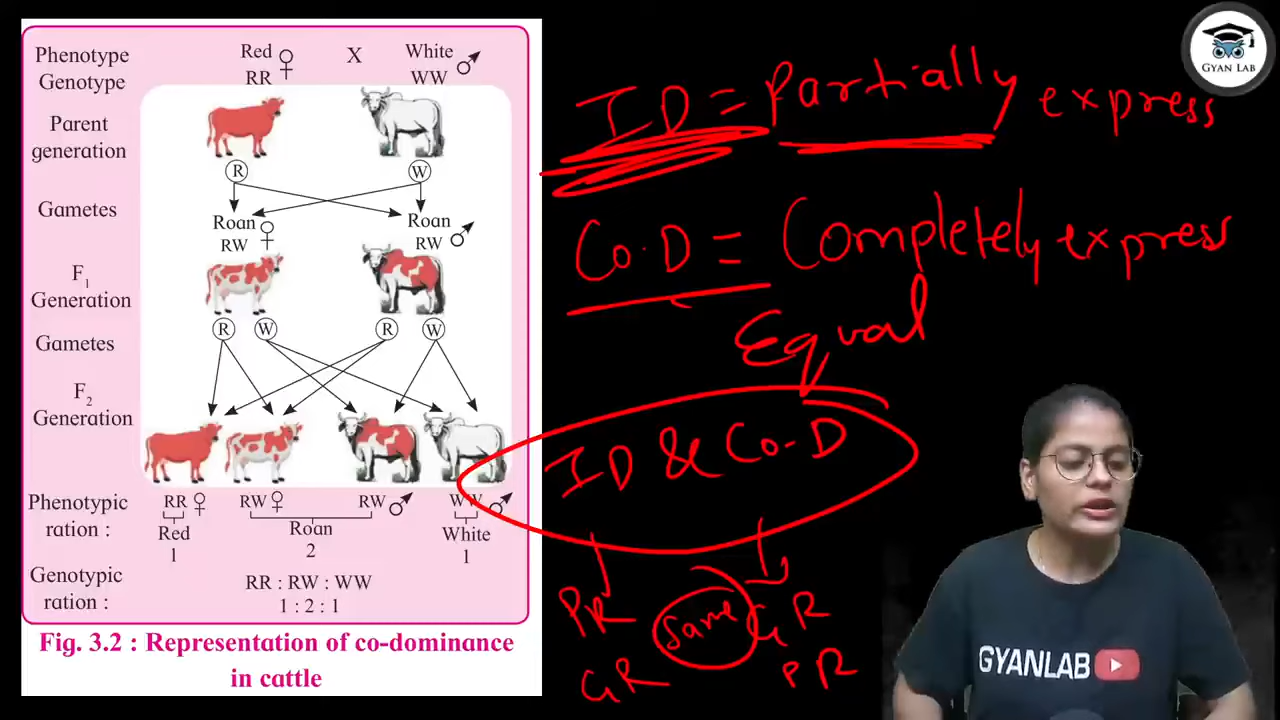 Phenotype Red ♀ X White ♂
Genotype RR WW
Parent
generation
R W
Gametes
Roan ♀ Roan
RW RW ♂
F1
Generation
R W R W
Gametes
F2
Generation
Phenotypic RR ♀ RW ♀ RW ♂ WW ♂
ration : Red Roan White
1 2 1
Genotypic RR : RW : WW
ration : 1 : 2 : 1
Fig. 3.2 : Representation of co-dominance
in cattle
ID = Partially express
Co.D = Completely express
Equal
ID & Co-D
PR Same GR
GR PR
GYAN LAB
GYANLAB